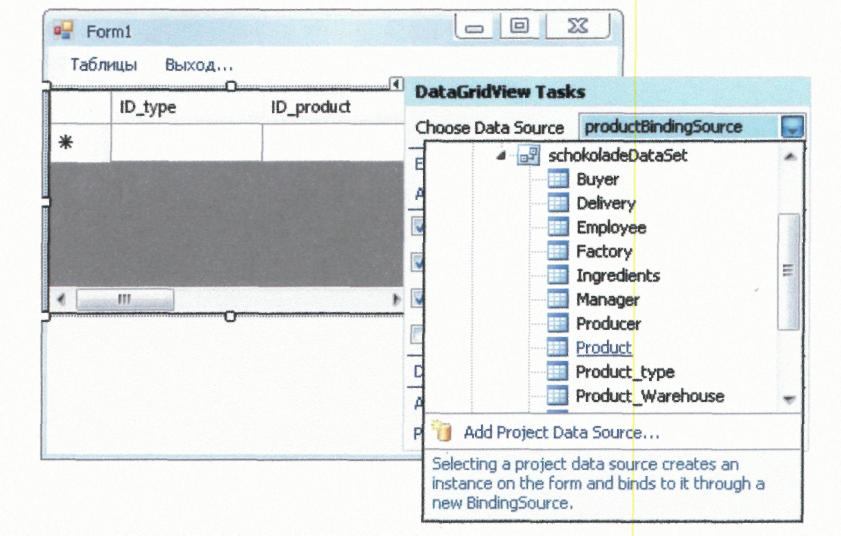 Form1
Таблицы Выход...
ID_type ID_product
DataGridView Tasks
Choose Data Source productBindingSource
schokoladeDataSet
Buyer
Delivery
Employee
Factory
Ingredients
Manager
Producer
Product
Product_type
Product_Warehouse
Add Project Data Source...
Selecting a project data source creates an
instance on the form and binds to it through a
new BindingSource.